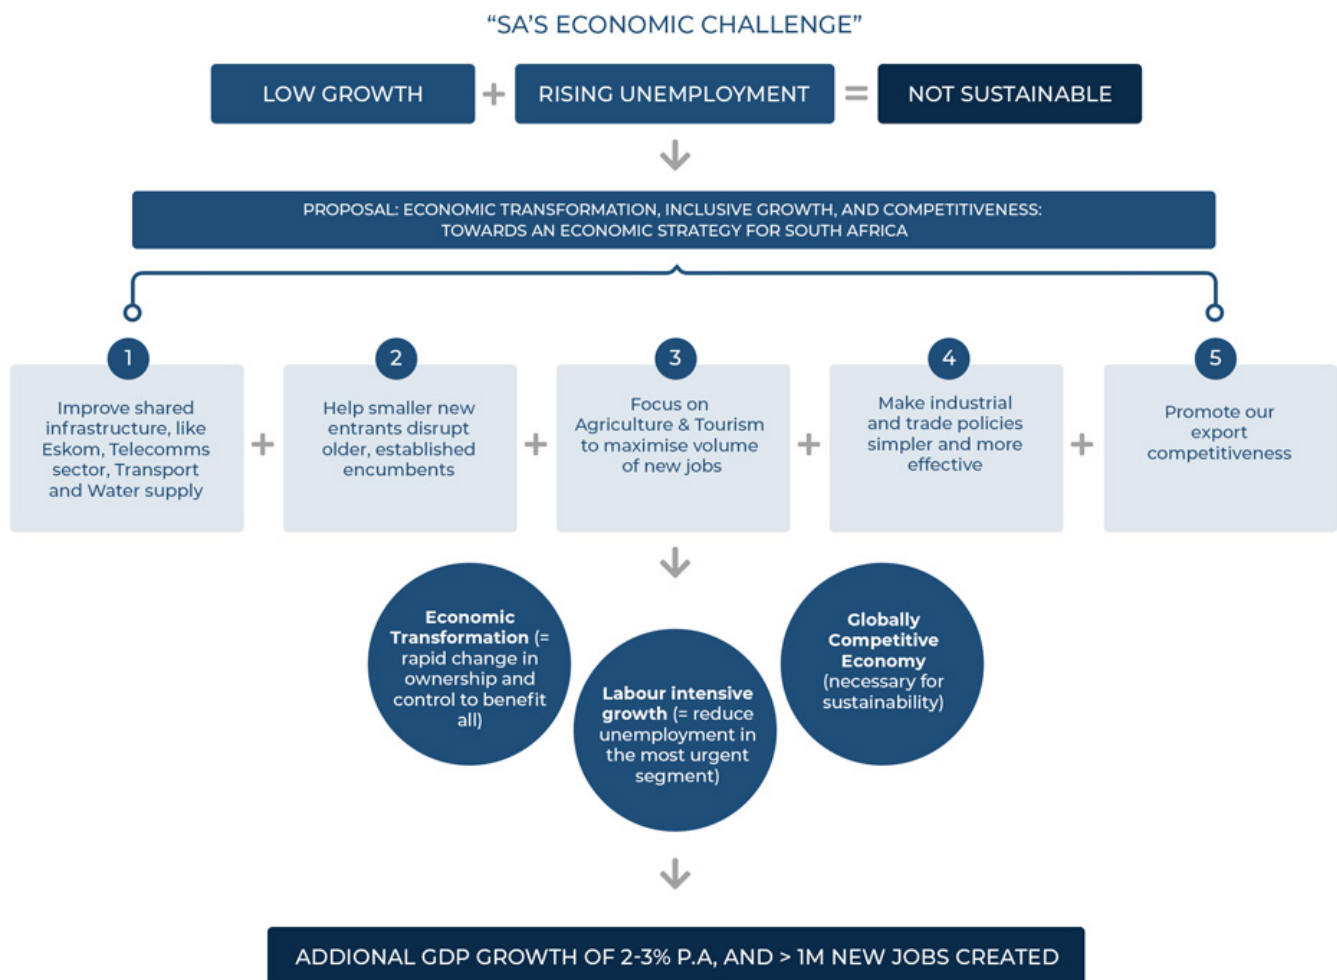 “SA’S ECONOMIC CHALLENGE”
LOW GROWTH + RISING UNEMPLOYMENT = NOT SUSTAINABLE
PROPOSAL: ECONOMIC TRANSFORMATION, INCLUSIVE GROWTH, AND COMPETITIVENESS:
TOWARDS AN ECONOMIC STRATEGY FOR SOUTH AFRICA
1
Improve shared
infrastructure, like
Eskom, Telecomms
sector, Transport
and Water supply
+
2
Help smaller new
entrants disrupt
older, established
encumbents
+
3
Focus on
Agriculture & Tourism
to maximise volume
of new jobs
+
4
Make industrial
and trade policies
simpler and more
effective
+
5
Promote our
export
competitiveness
Economic
Transformation (=
rapid change in
ownership and
control to benefit
all)
Labour intensive
growth (= reduce
unemployment in
the most urgent
segment)
Globally
Competitive
Economy
(necessary for
sustainability)
ADDIONAL GDP GROWTH OF 2-3% P.A, AND > 1M NEW JOBS CREATED